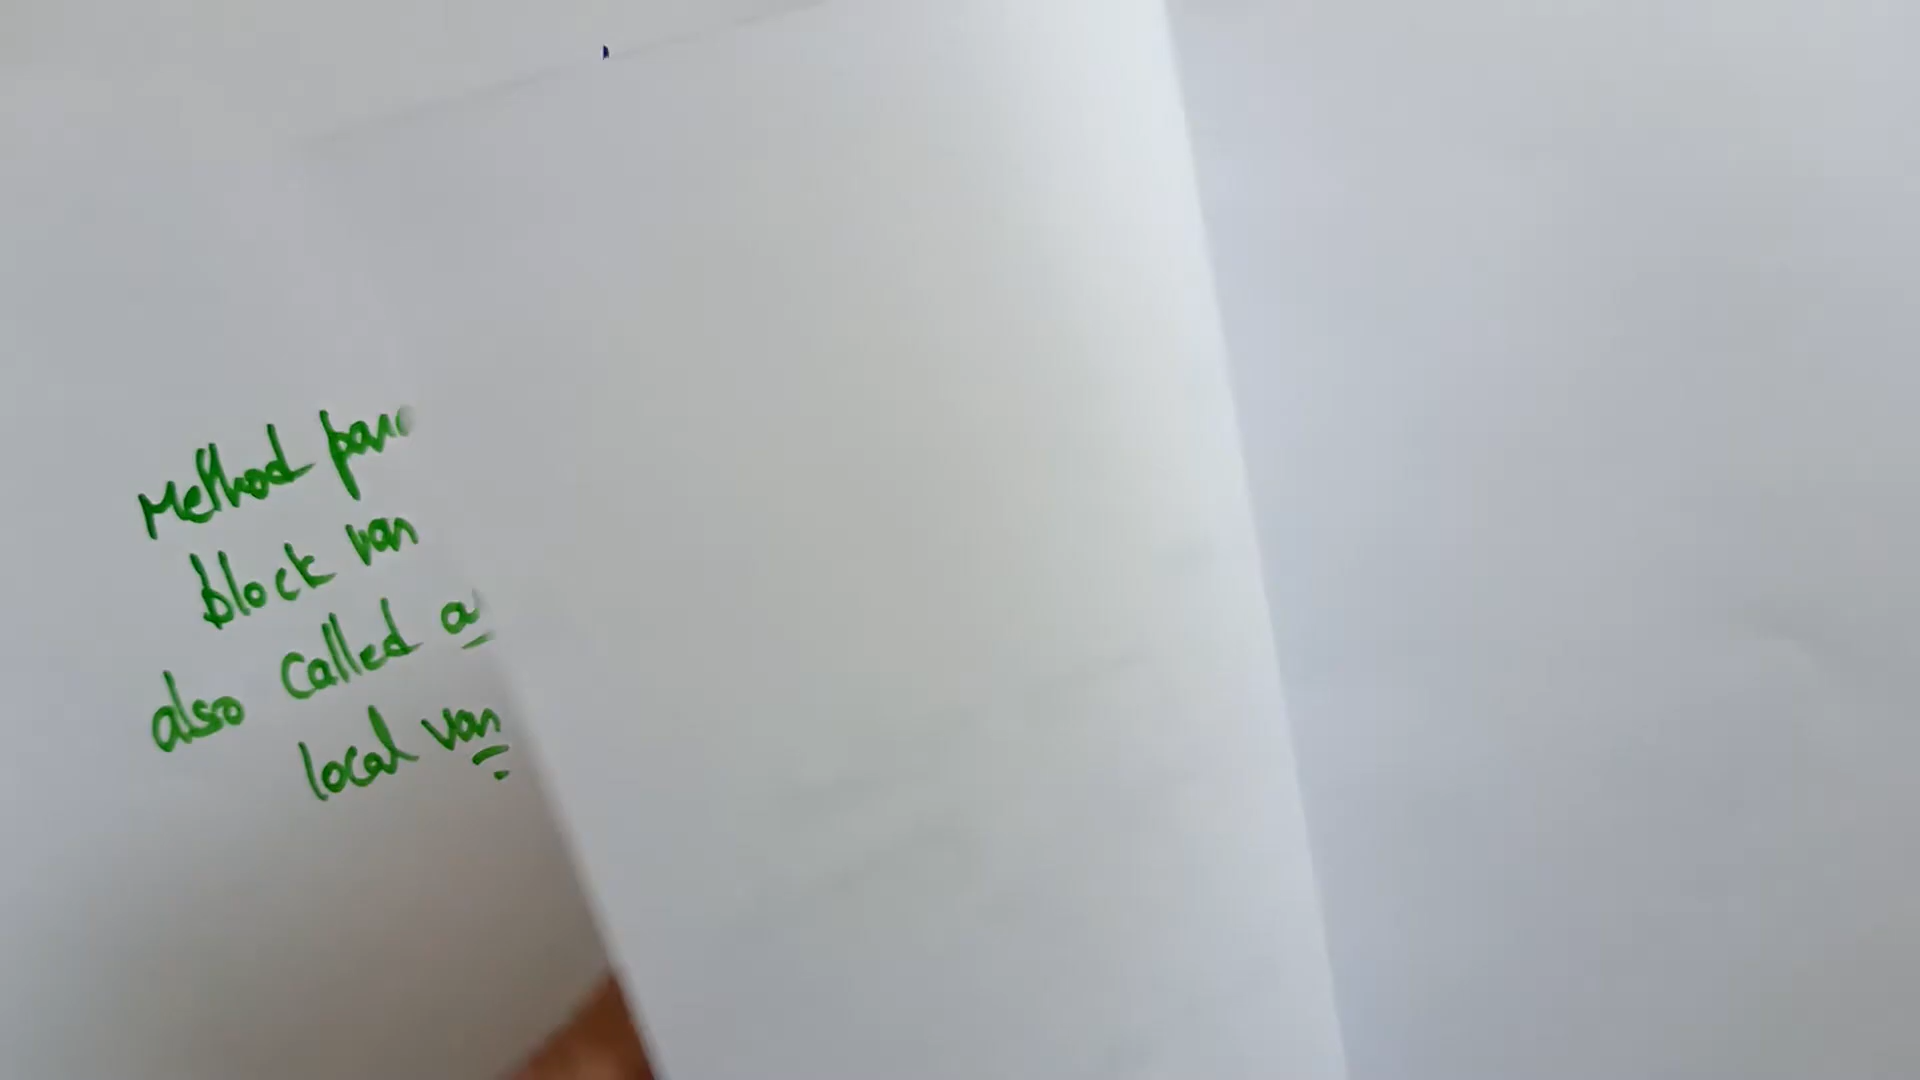 Method para
block var
also called a
local var